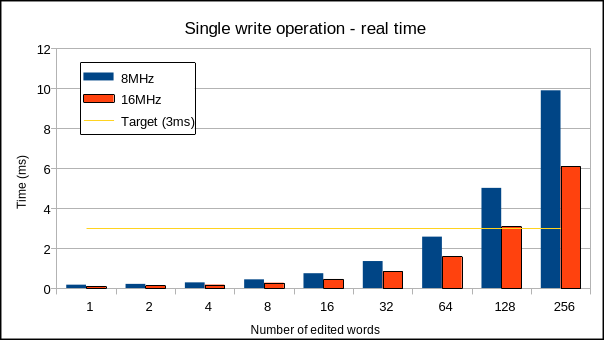 Single write operation - real time
12
10
8
6
4
2
0
Time (ms)
8MHz
16MHz
Target (3ms)
1 2 4 8 16 32 64 128 256
Number of edited words